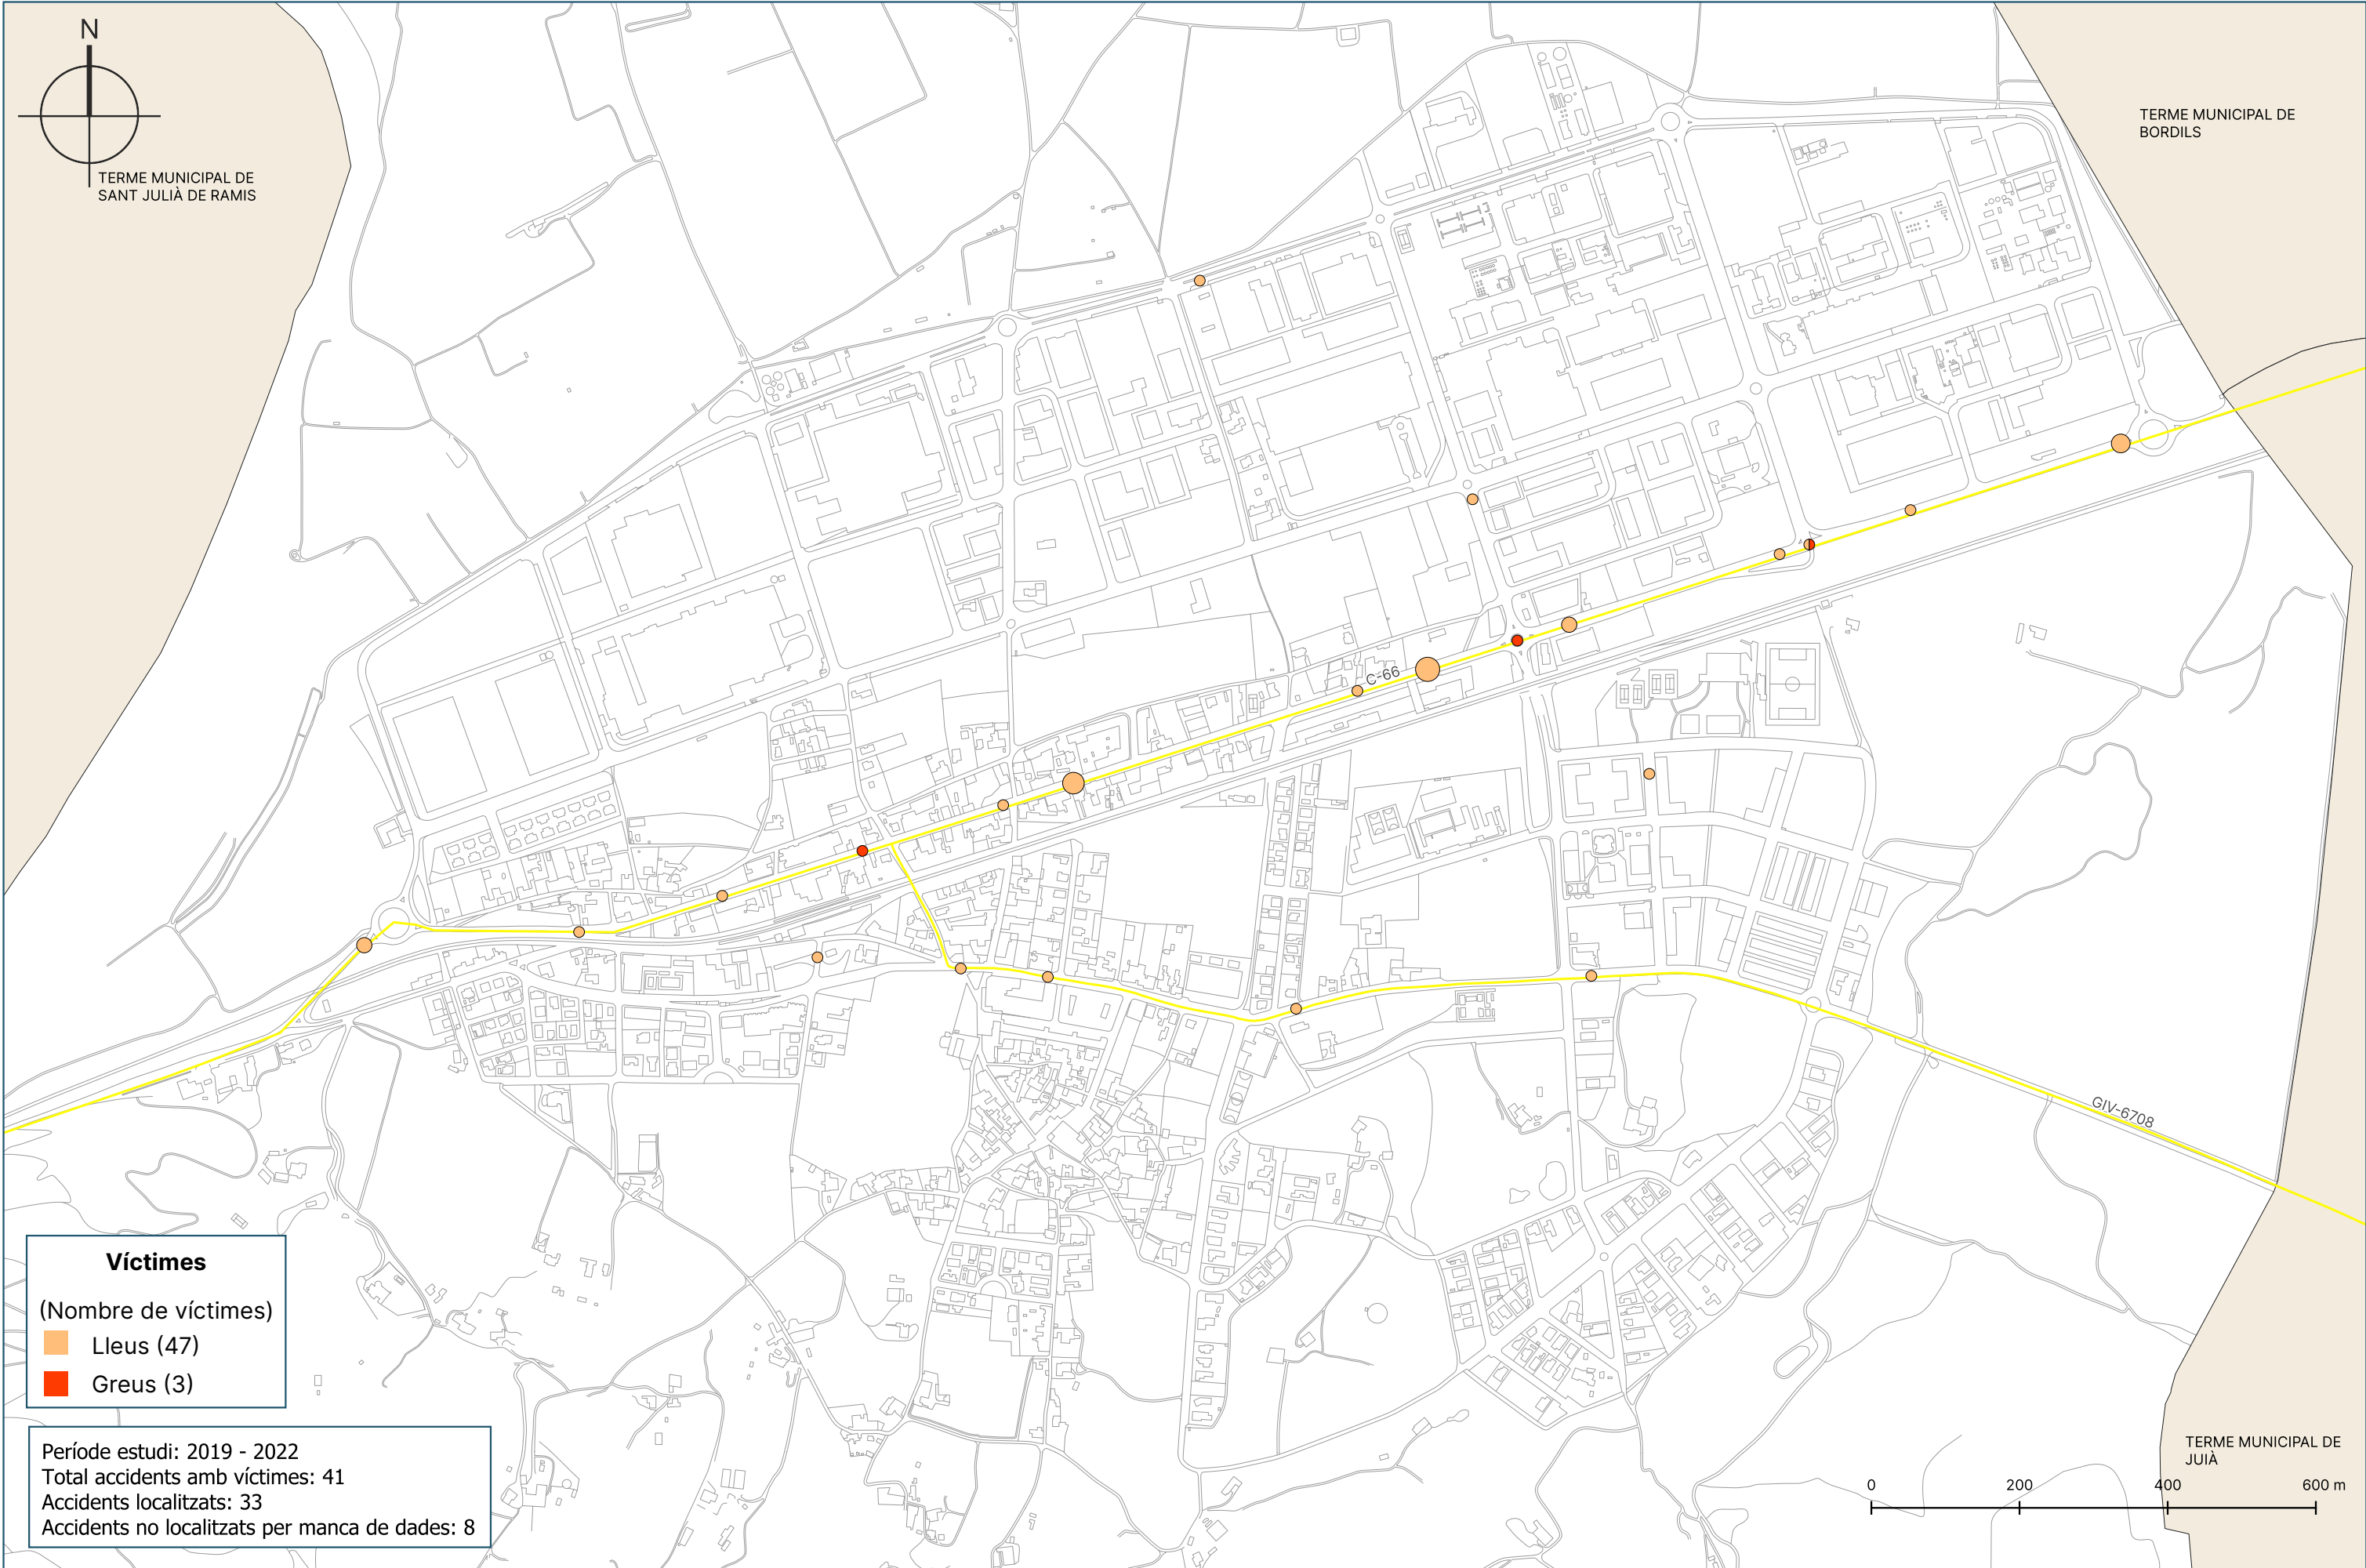 N
TERME MUNICIPAL DE
SANT JULIÀ DE RAMIS
TERME MUNICIPAL DE
BORDILS
C-66
GIV-6708
Víctimes
(Nombre de víctimes)
Lleus (47)
Greus (3)
Període estudi: 2019 - 2022
Total accidents amb víctimes: 41
Accidents localitzats: 33
Accidents no localitzats per manca de dades: 8
TERME MUNICIPAL DE
JUIÀ
0 200 400 600 m